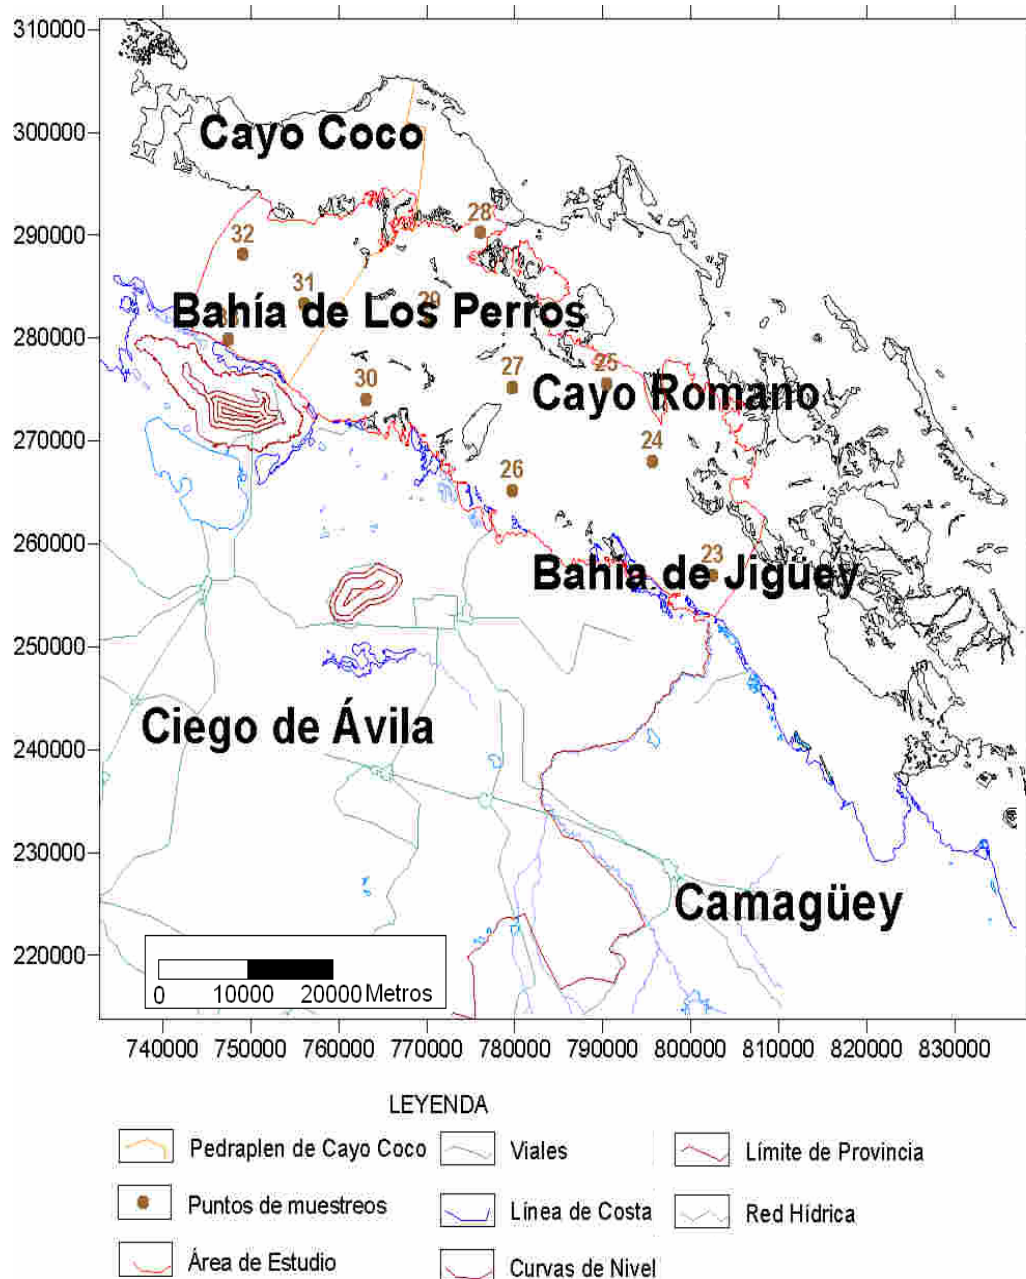 310000
300000
290000
280000
270000
260000
250000
240000
230000
220000
Cayo Coco
28
32
31
29
Bahía de Los Perros
27
25
30
Cayo Romano
24
26
23
Bahía de Jigüey
Ciego de Ávila
Camagüey
0 10000 20000 Metros
740000 750000 760000 770000 780000 790000 800000 810000 820000 830000
LEYENDA
Pedraplen de Cayo Coco
Viales
Límite de Provincia
Puntos de muestreos
Línea de Costa
Red Hídrica
Área de Estudio
Curvas de Nivel